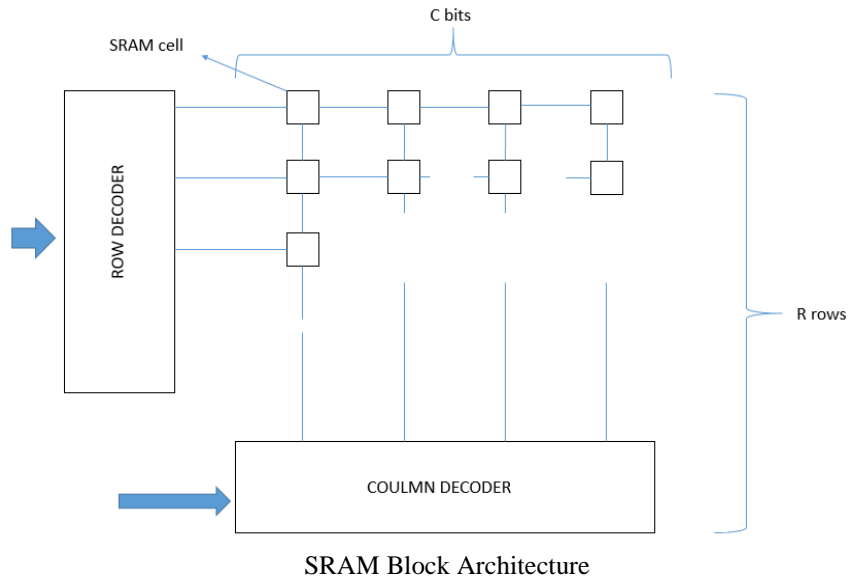 C bits
SRAM cell
ROW DECODER
R rows
COULMN DECODER
SRAM Block Architecture